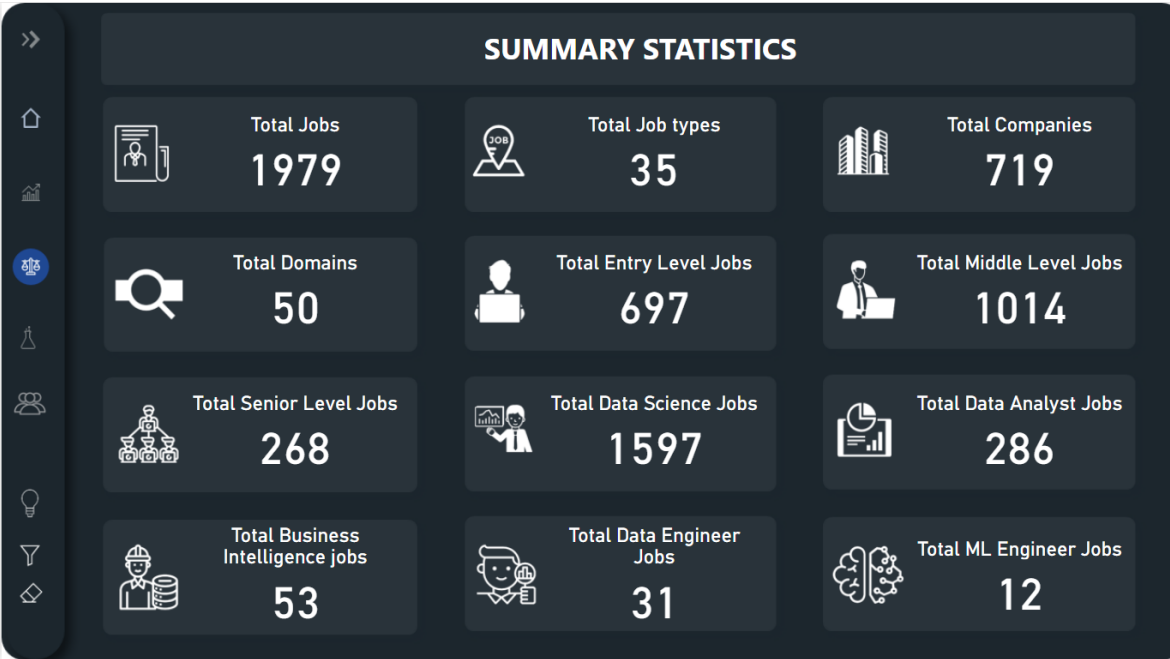 SUMMARY STATISTICS
Total Jobs
1979
JOB
Total Job types
35
Total Companies
719
Total Domains
50
Total Entry Level Jobs
697
Total Middle Level Jobs
1014
Total Senior Level Jobs
268
Total Data Science Jobs
1597
Total Data Analyst Jobs
286
Total Business
Intelligence jobs
53
Total Data Engineer
Jobs
31
Total ML Engineer Jobs
12